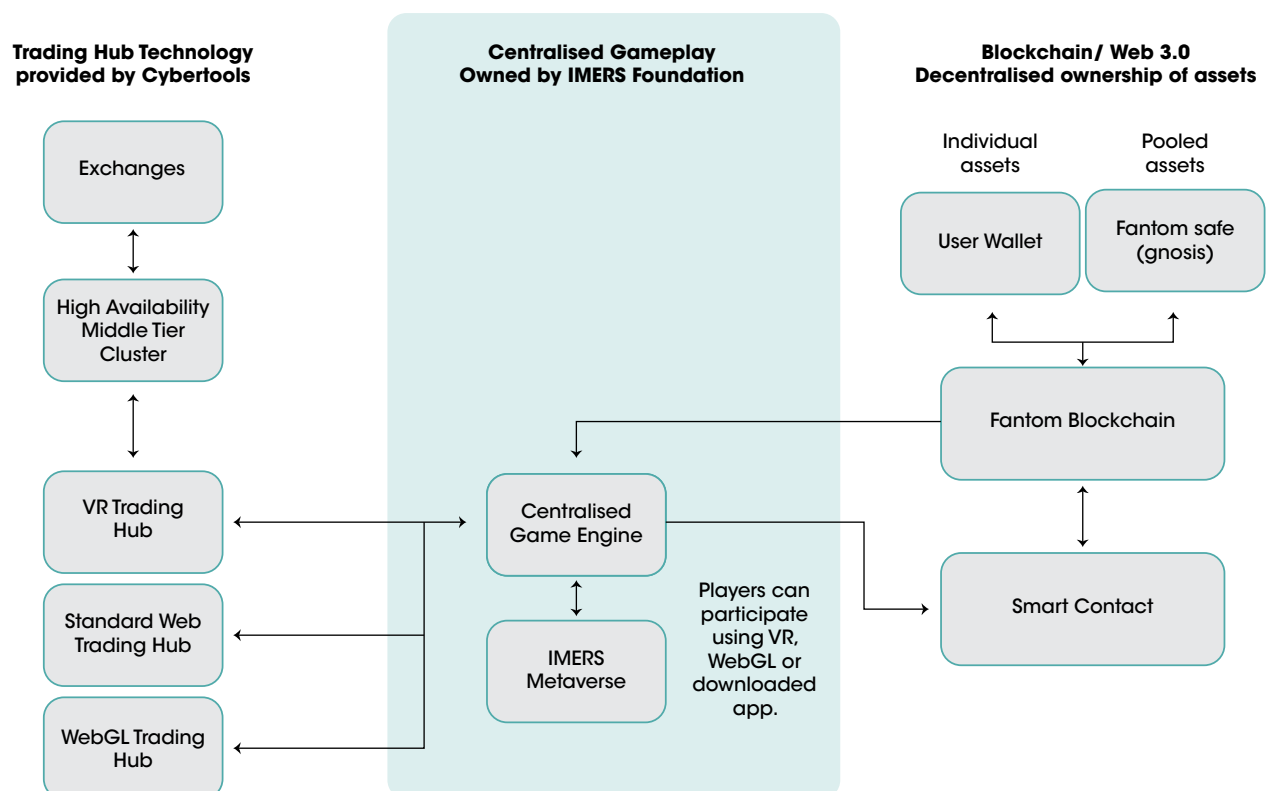 Trading Hub Technology
provided by Cybertools
Exchanges
High Availability
Middle Tier
Cluster
VR Trading
Hub
Standard Web
Trading Hub
WebGL Trading
Hub
Centralised Gameplay
Owned by IMERS Foundation
Centralised
Game Engine
IMERS
Metaverse
Players can
participate
using VR,
WebGL or
downloaded
app.
Blockchain/ Web 3.0
Decentralised ownership of assets
Individual
assets
Pooled
assets
User Wallet
Fantom safe
(gnosis)
Fantom Blockchain
Smart Contact